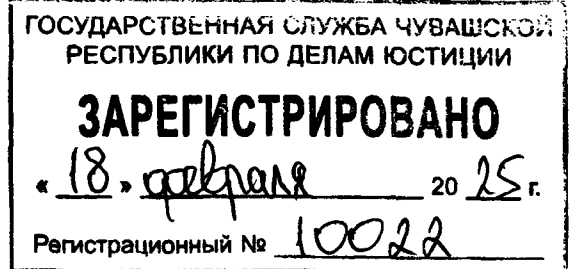 ГОСУДАРСТВЕННАЯ СЛУЖБА ЧУВАШСКОЙ
РЕСПУБЛИКИ ПО ДЕЛАМ ЮСТИЦИИ
ЗАРЕГИСТРИРОВАНО
« 18 » февраля 20 25 г.
Регистрационный № 10022